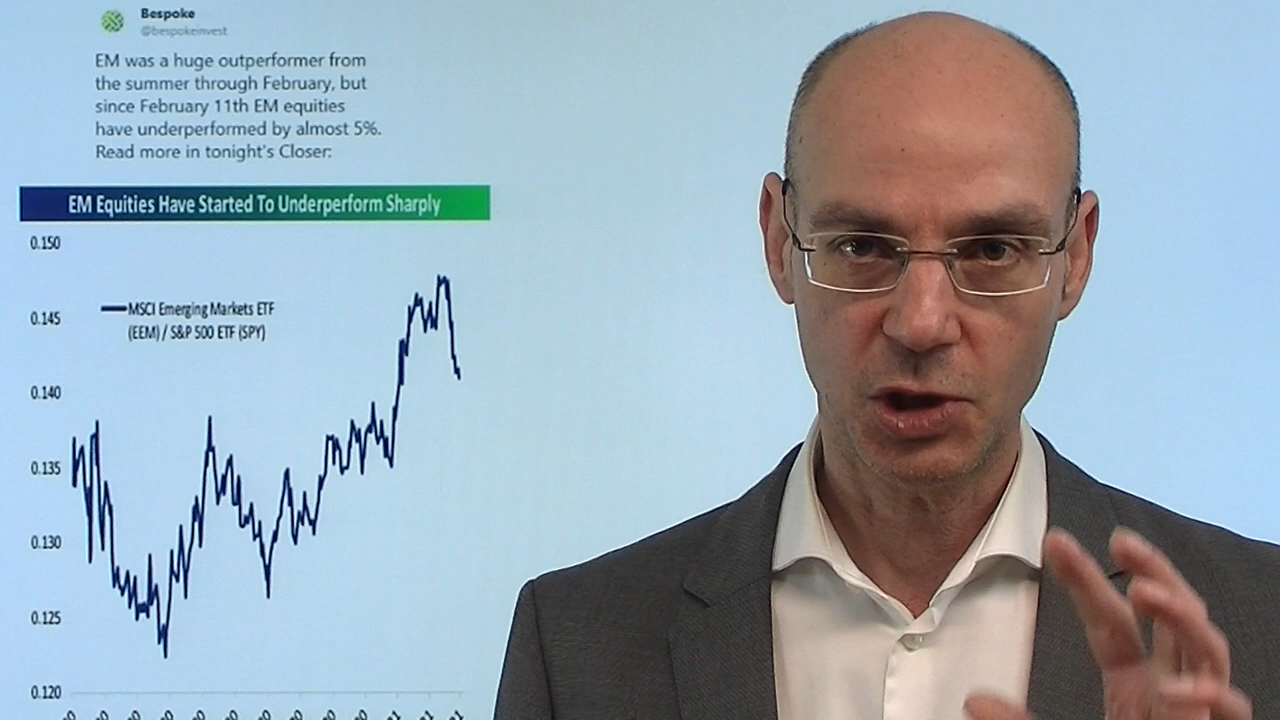 Bespoke
@bespokeinvest
EM was a huge outperformer from
the summer through February, but
since February 11th EM equities
have underperformed by almost 5%.
Read more in tonight's Closer:
EM Equities Have Started To Underperform Sharply
0.150
MSCI Emerging Markets ETF
(EEM) / S&P 500 ETF (SPY)
0.145
0.140
0.135
0.130
0.125
0.120